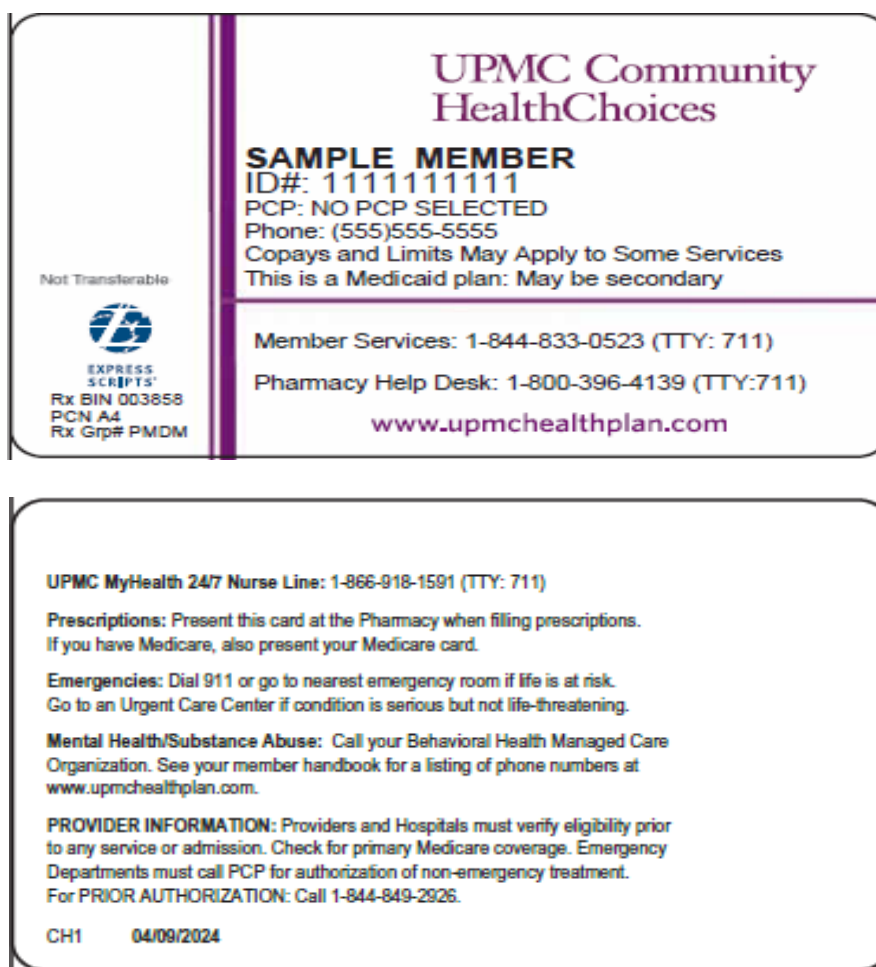 UPMC Community
HealthChoices
SAMPLE MEMBER
ID#: 1111111111
PCP: NO PCP SELECTED
Phone: (555)555-5555
Copays and Limits May Apply to Some Services
This is a Medicaid plan: May be secondary
Not Transferable
EXPRESS
SCRIPTS®
Rx BIN 003858
PCN A4
Rx Grp# PMDM
Member Services: 1-844-833-0523 (TTY: 711)
Pharmacy Help Desk: 1-800-396-4139 (TTY:711)
www.upmchealthplan.com
UPMC MyHealth 24/7 Nurse Line: 1-866-918-1591 (TTY: 711)
Prescriptions: Present this card at the Pharmacy when filling prescriptions.
If you have Medicare, also present your Medicare card.
Emergencies: Dial 911 or go to nearest emergency room if life is at risk.
Go to an Urgent Care Center if condition is serious but not life-threatening.
Mental Health/Substance Abuse: Call your Behavioral Health Managed Care
Organization. See your member handbook for a listing of phone numbers at
www.upmchealthplan.com.
PROVIDER INFORMATION: Providers and Hospitals must verify eligibility prior
to any service or admission. Check for primary Medicare coverage. Emergency
Departments must call PCP for authorization of non-emergency treatment.
For PRIOR AUTHORIZATION: Call 1-844-849-2926.
CH1 04/09/2024